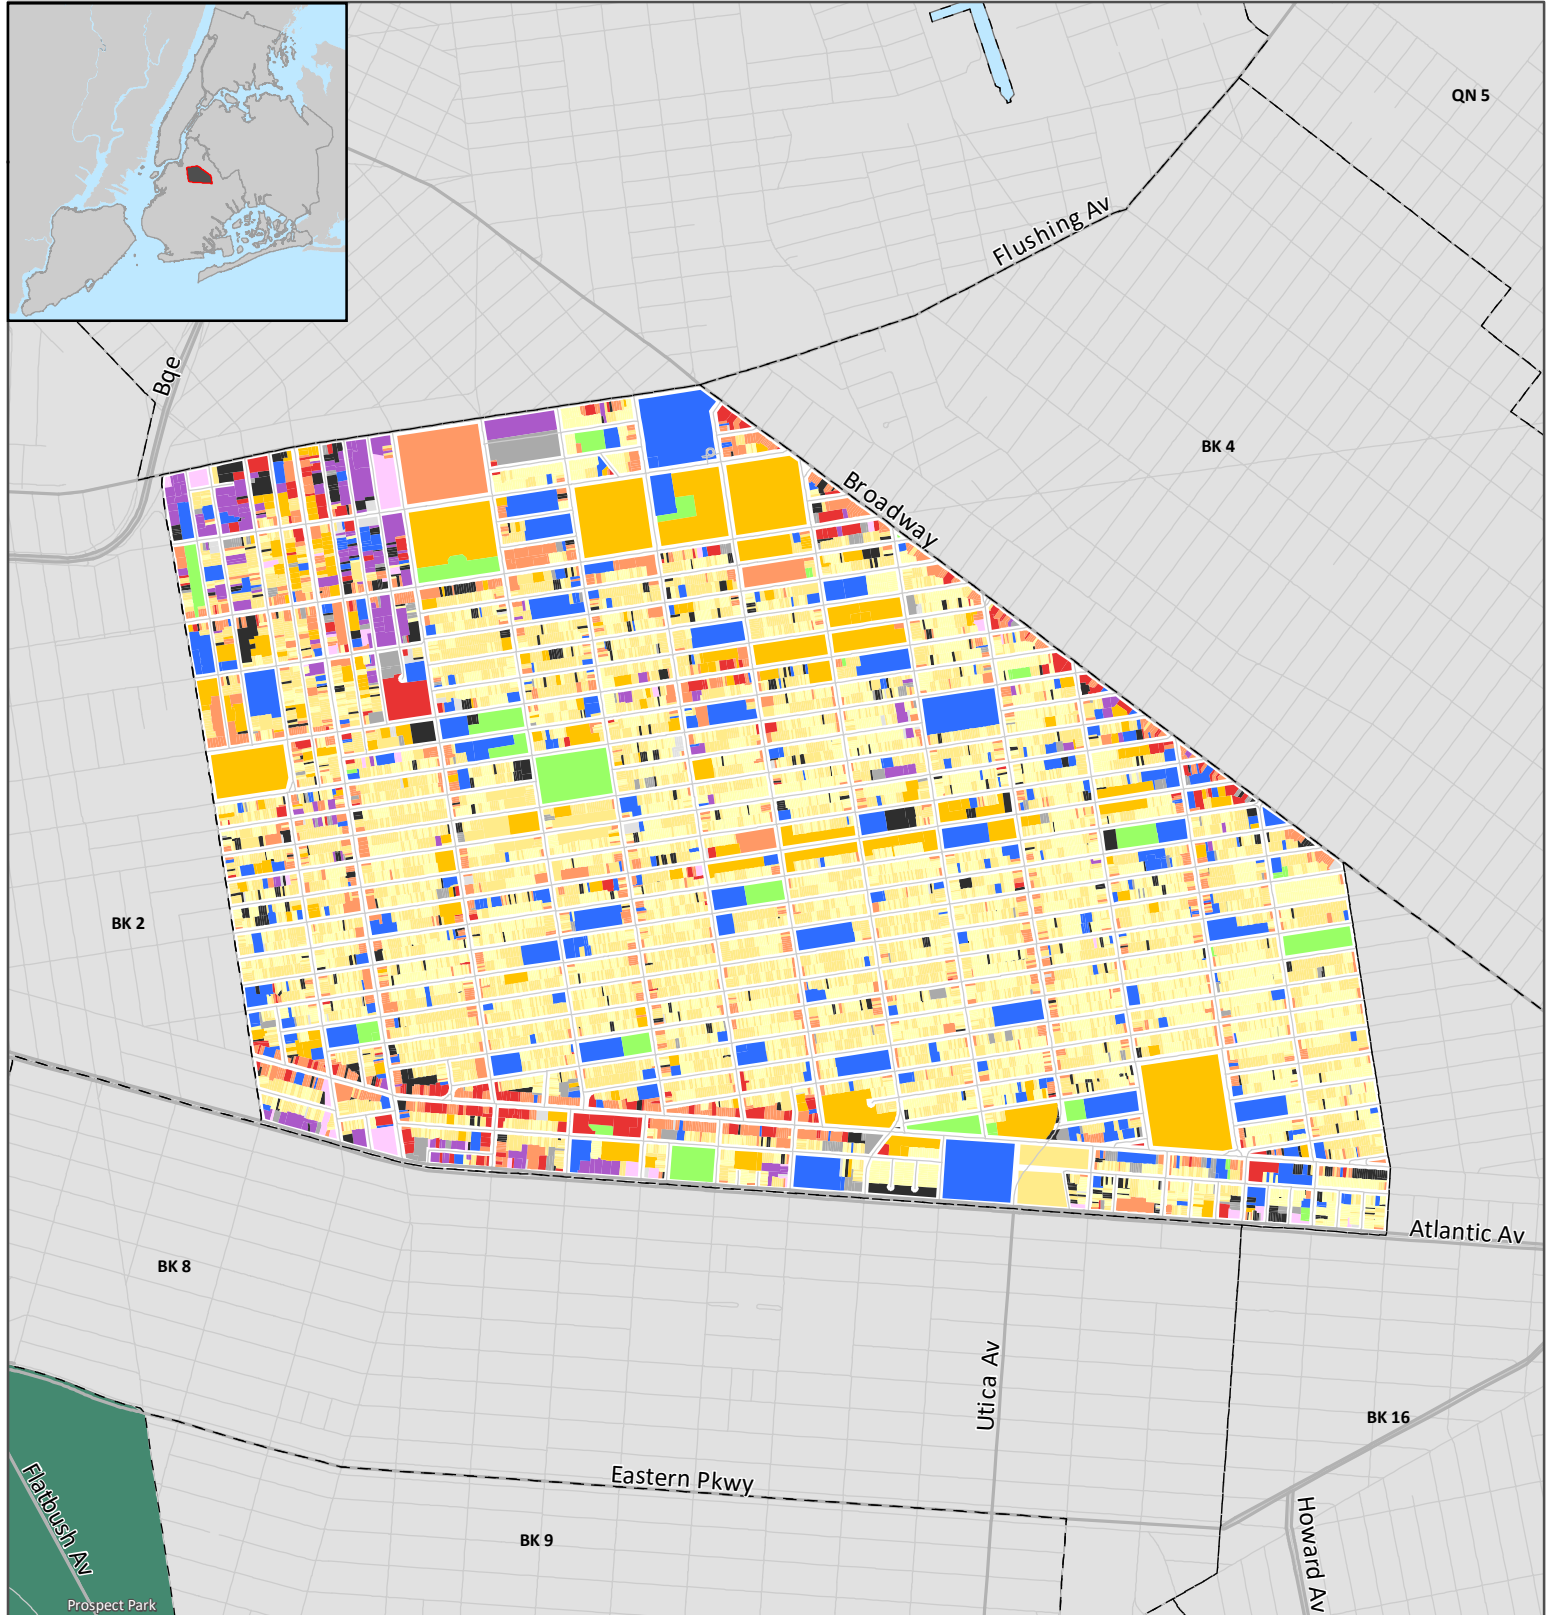 QN 5
Flushing Av
Bqe
BK 4
Broadway
BK 2
Atlantic Av
BK 8
Utica Av
BK 16
Eastern Pkwy
Flatbush Av
Howard Av
BK 9
Prospect Park